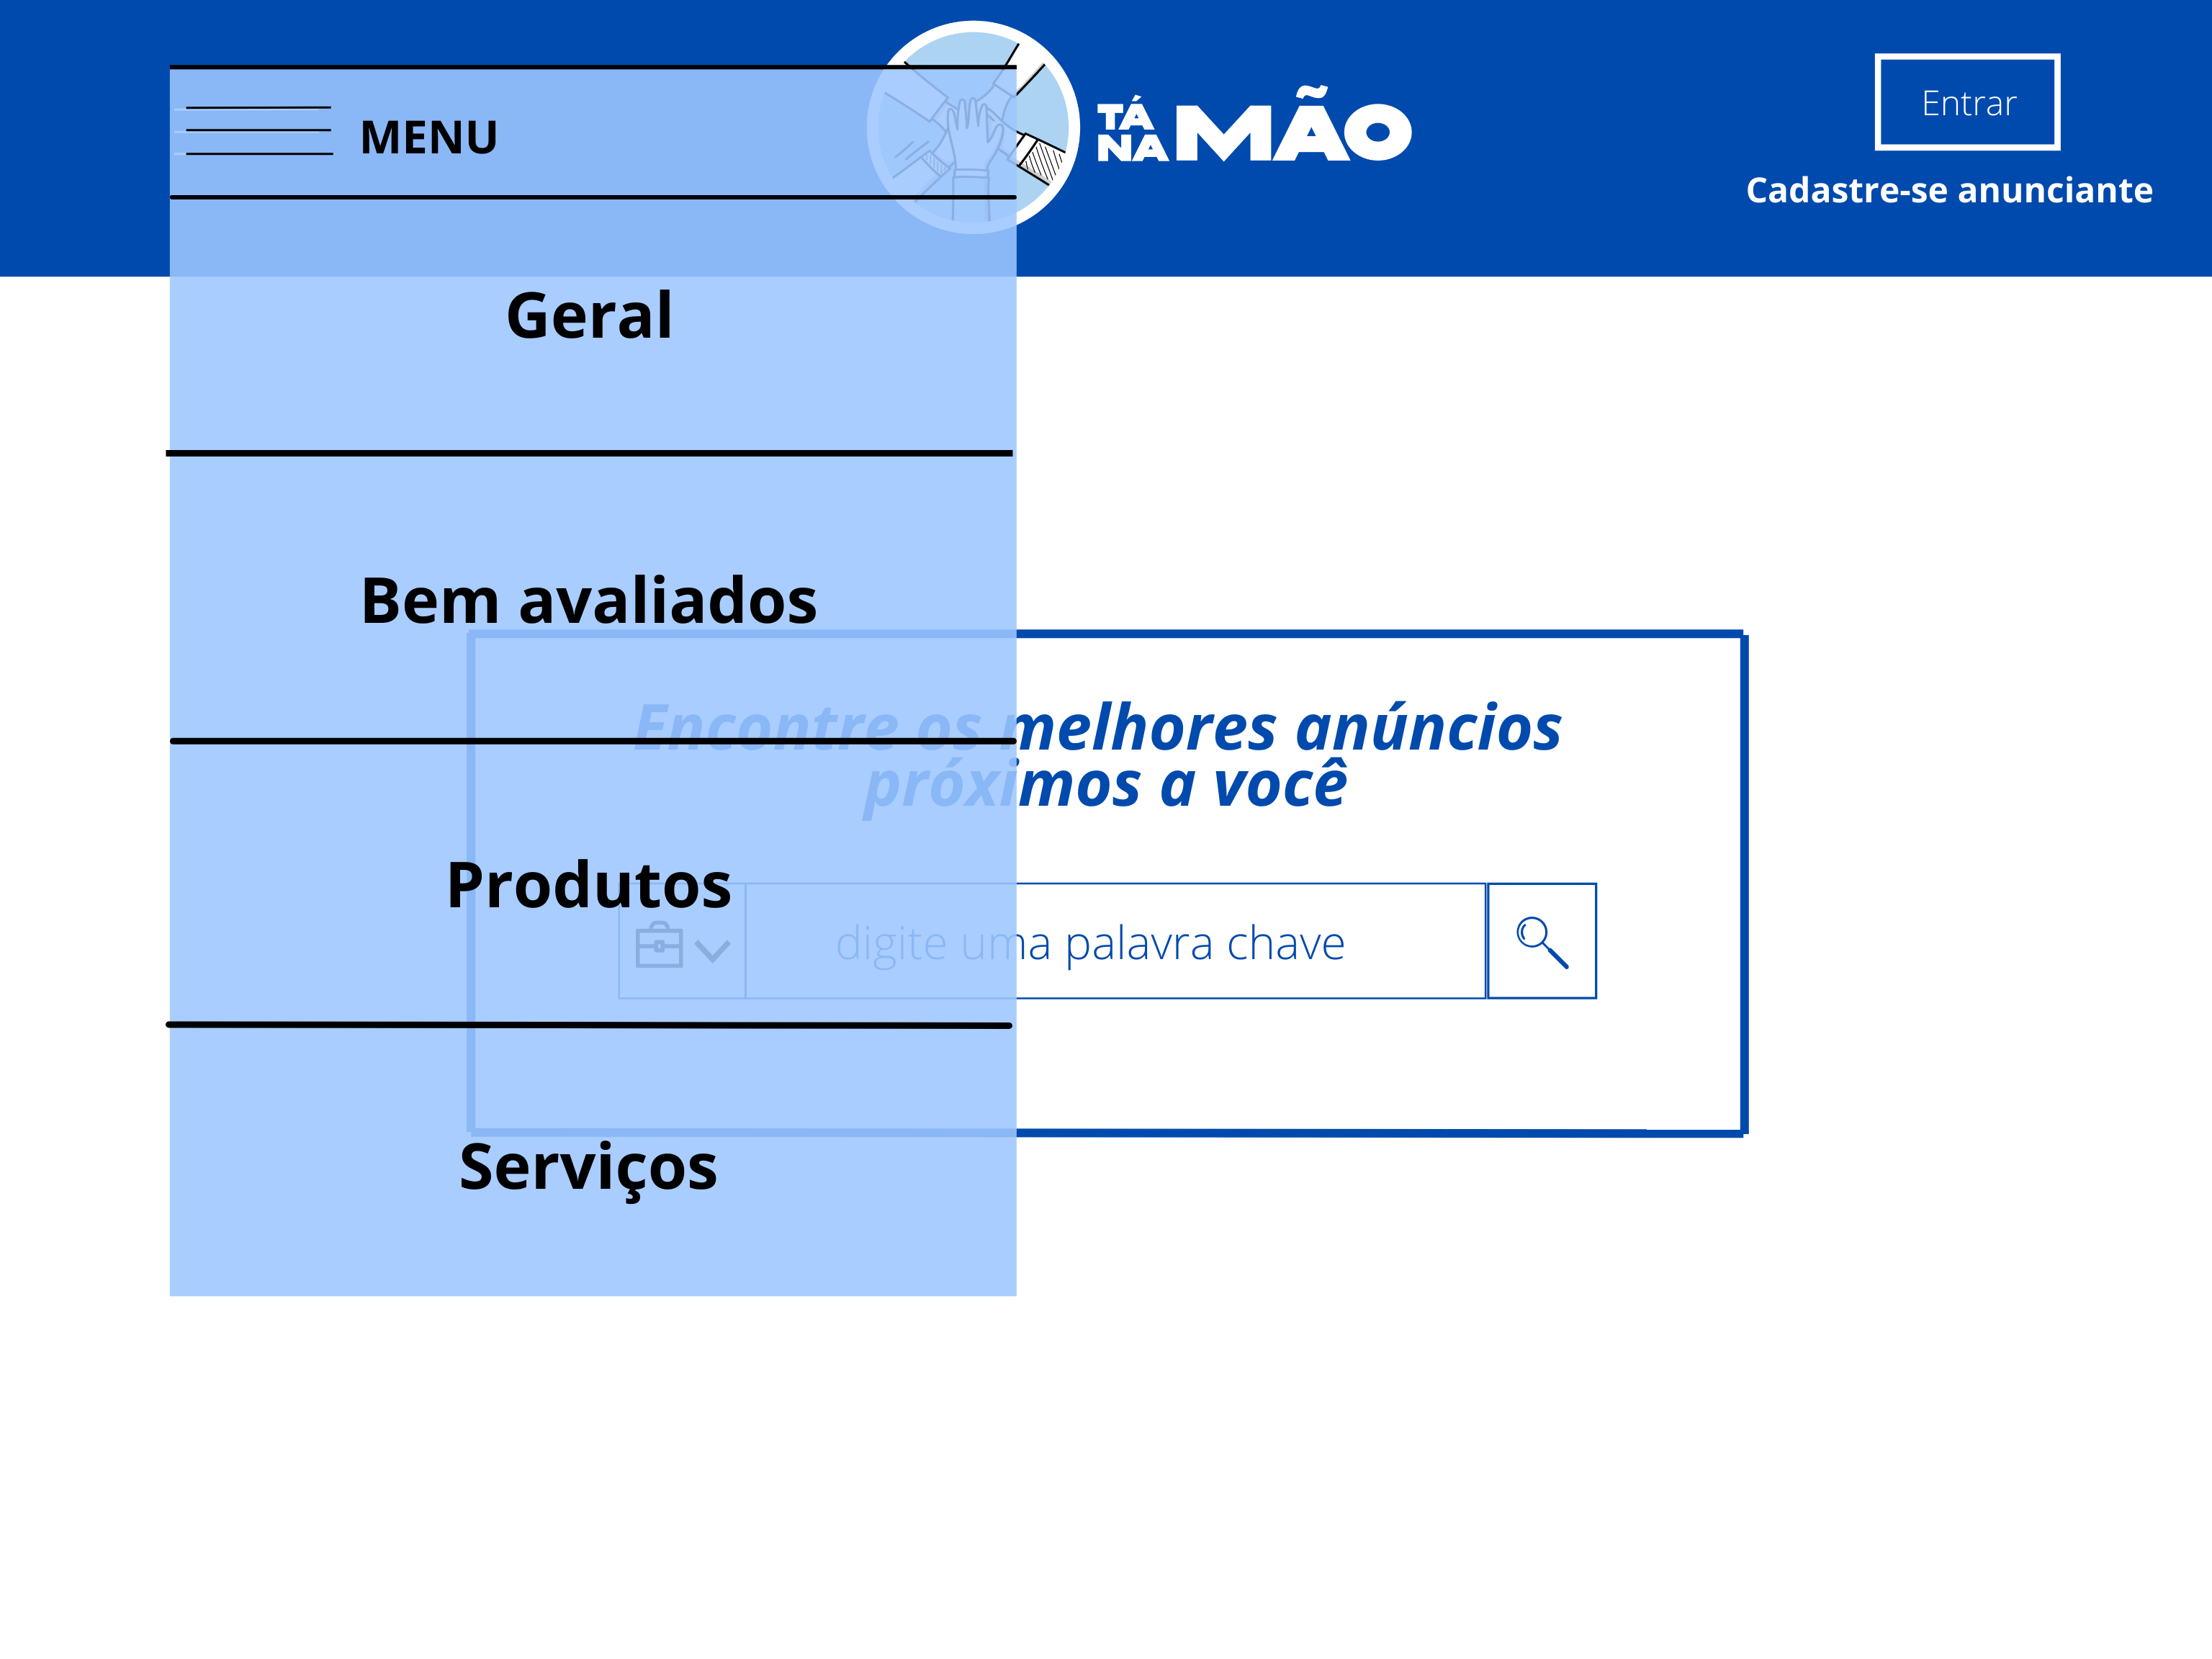 MENU
TÁ
NA MÃO
Entrar
Cadastre-se anunciante
Geral
Bem avaliados
Encontre os melhores anúncios
próximos a você
Produtos
digite uma palavra chave
Serviços